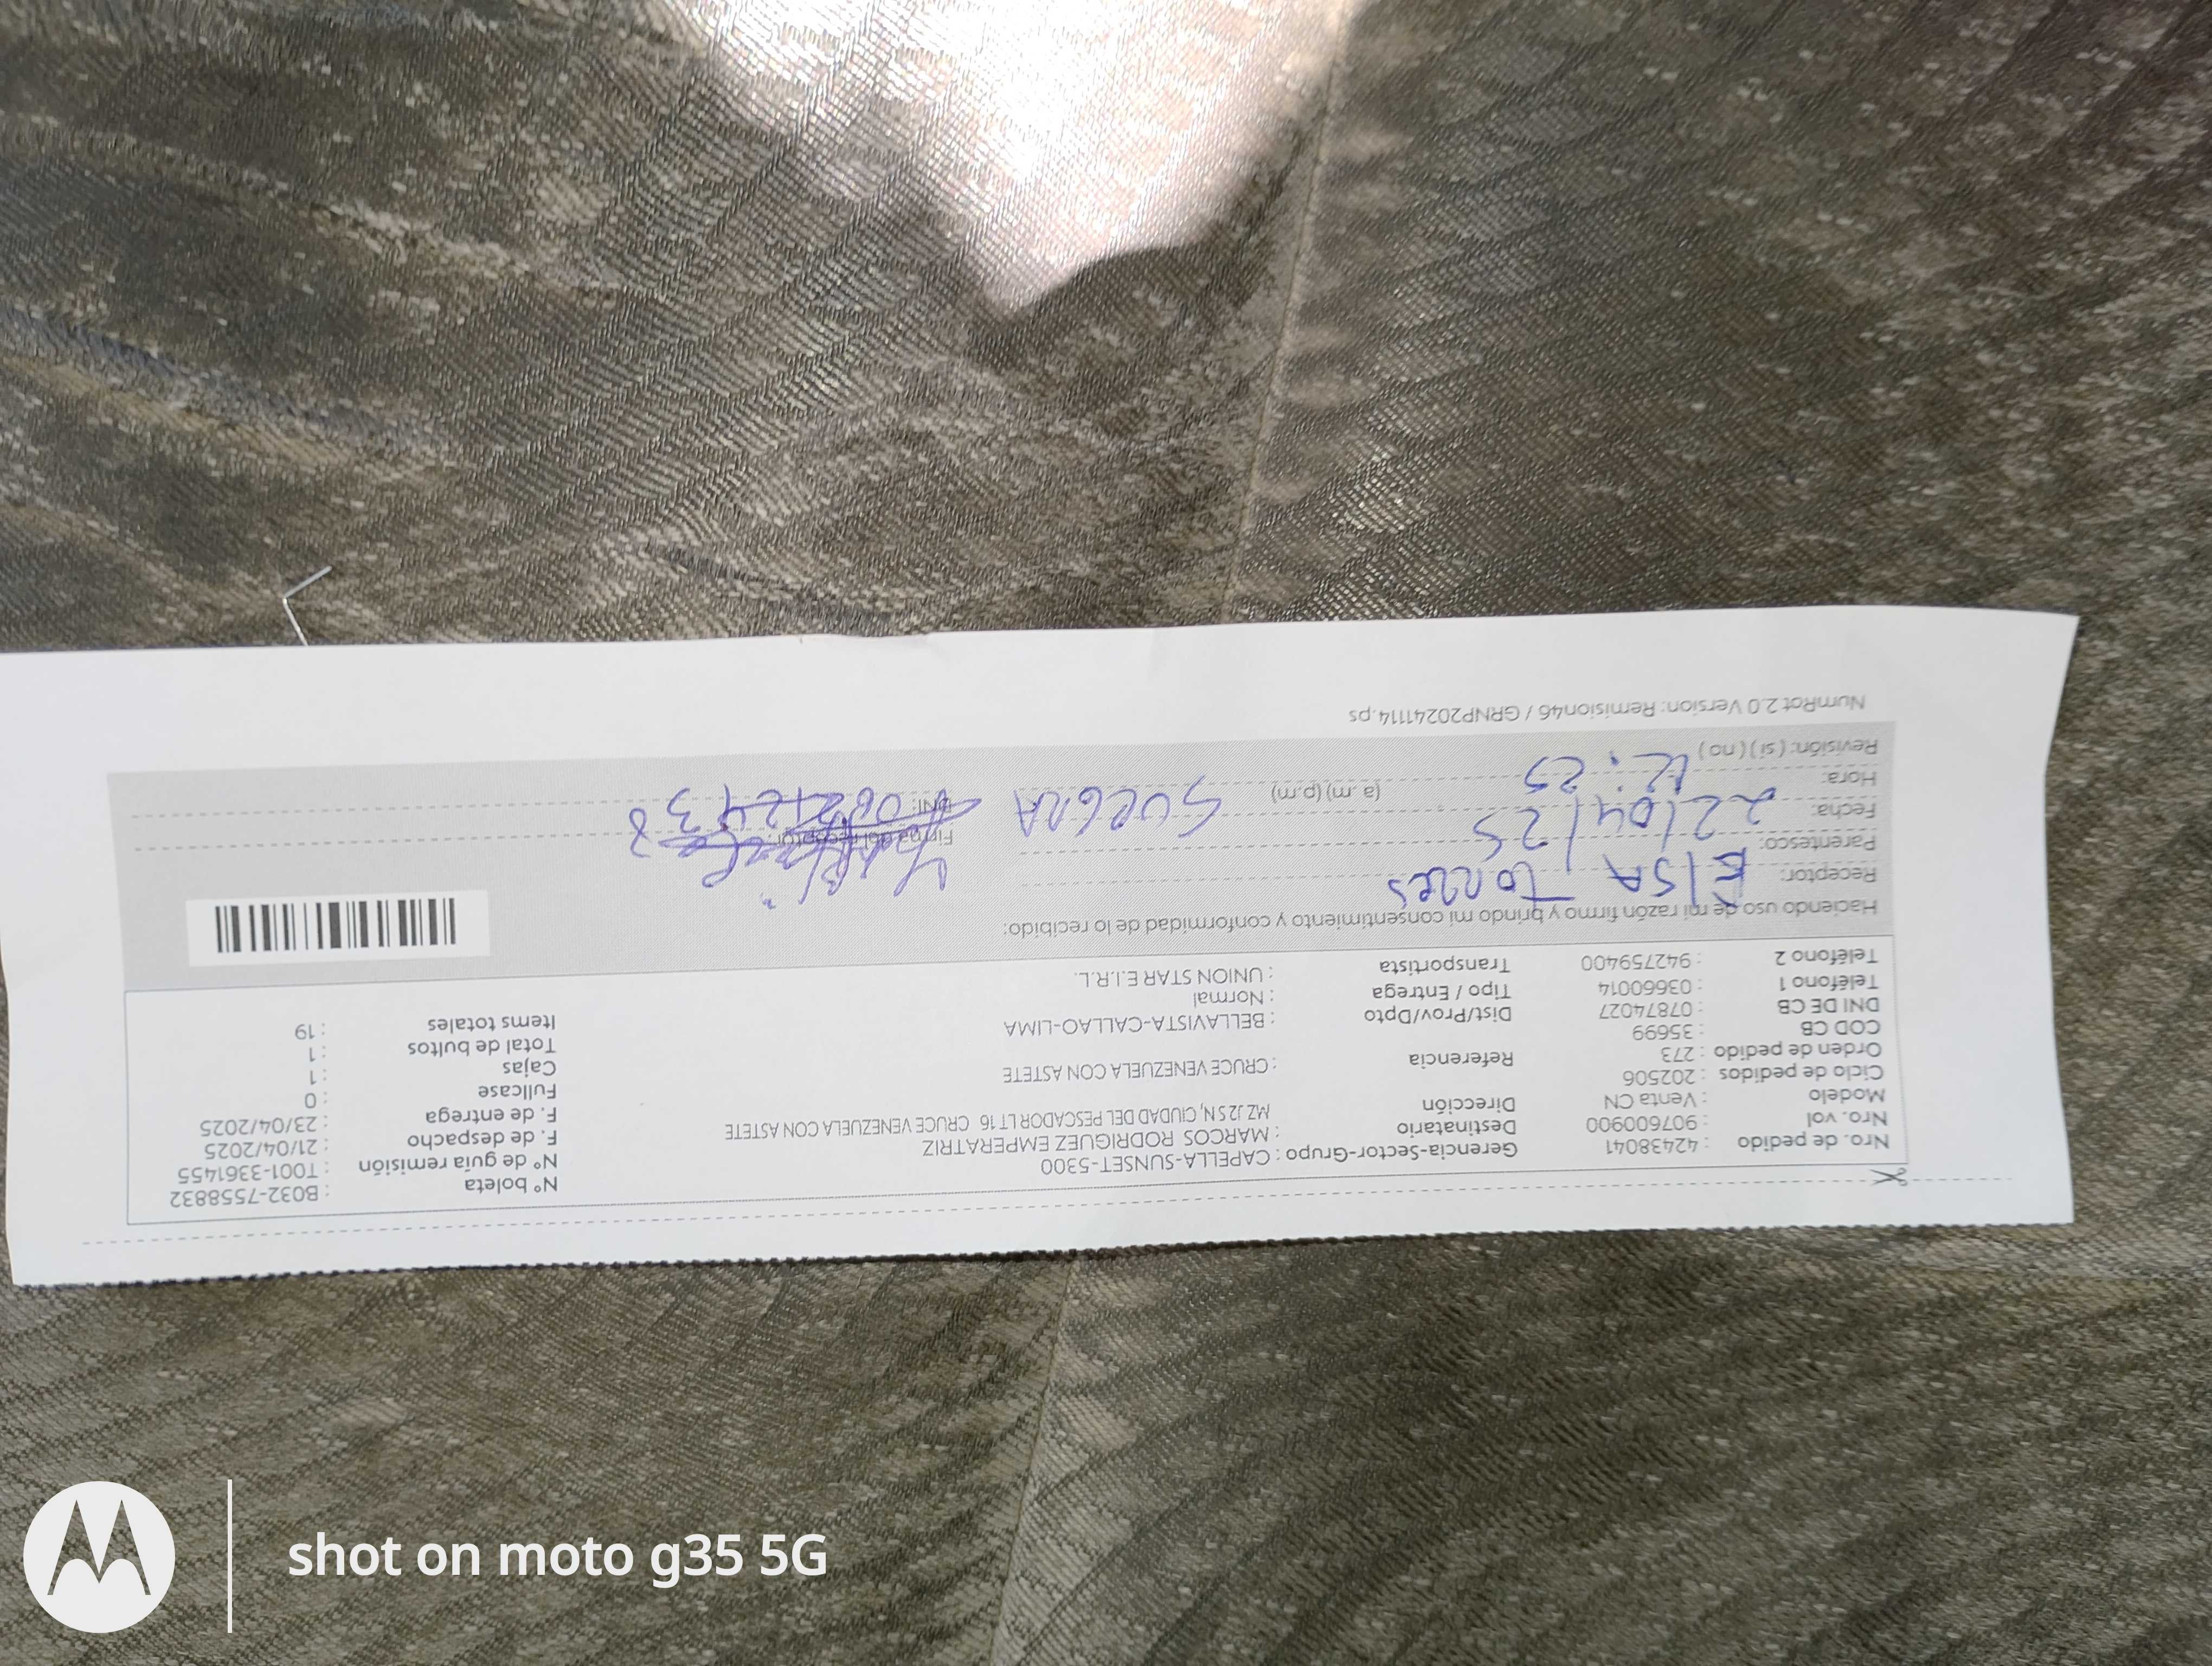 Nro. de pedido : 42438041
Nro. vol : 907600900
Modelo : Venta CN
Ciclo de pedidos : 202506
Orden de pedido : 273
COD CB : 35699
DNI DE CB : 07874027
Teléfono 1 : 03660014
Teléfono 2 : 942759400
Gerencia-Sector-Grupo : CAPELLA-SUNSET-5300
Destinatario : MARCOS RODRIGUEZ EMPERATRIZ
Dirección MZ J2 S N, CIUDAD DEL PESCADOR LT 16 CRUCE VENEZUELA CON ASTETE
Referencia : CRUCE VENEZUELA CON ASTETE
Dist/Prov/Dpto : BELLAVISTA-CALLAO-LIMA
Tipo / Entrega : Normal
Transportista : UNION STAR E.I.R.L.
N° boleta : B032-7558832
N° de guía remisión : T001-3361455
F. de despacho : 21/04/2025
F. de entrega : 23/04/2025
Fullcase : 0
Cajas : 1
Total de bultos : 1
Items totales : 19
Haciendo uso de mi razón firmo y brindo mi consentimiento y conformidad de lo recibido:
Receptor: ElSA Torres
Parentesco: SUEGRA
Fecha: 22/04/25
Hora: 12:25 (a. m) (p.m)
Revisión: ( si ) ( no )
Firma del receptor:
DNI:
NumRot 2.0 Version: Remision46 / GRNP20241114.ps
shot on moto g35 5G